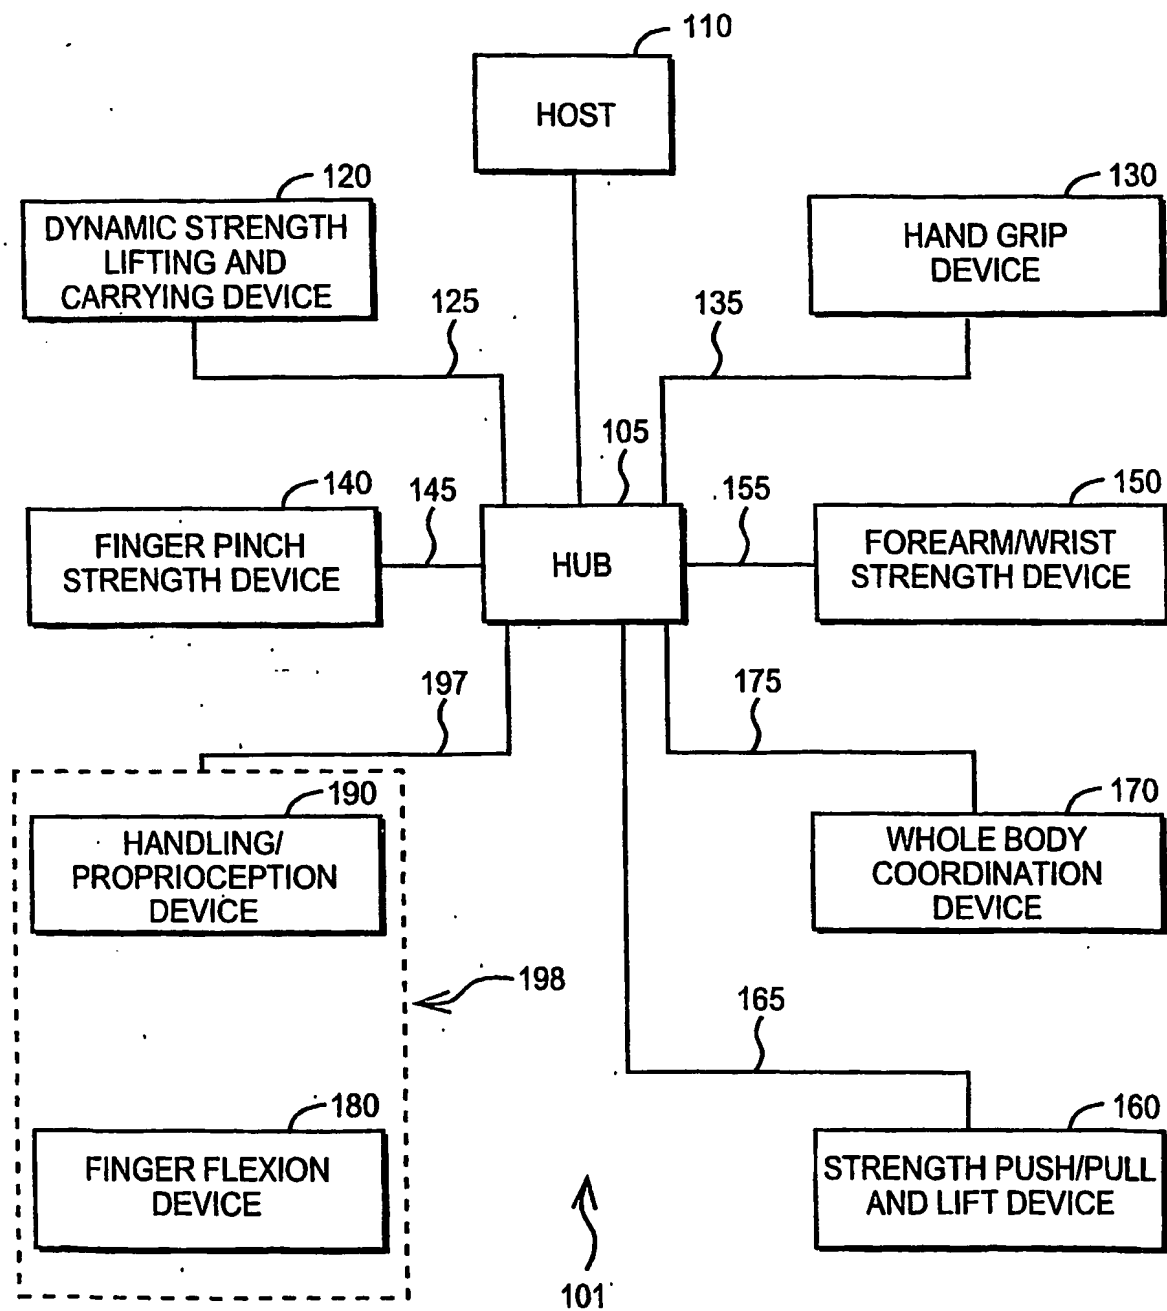 110
HOST
120
DYNAMIC STRENGTH
LIFTING AND
CARRYING DEVICE
130
HAND GRIP
DEVICE
125
135
105
HUB
140
FINGER PINCH
STRENGTH DEVICE
145
155
150
FOREARM/WRIST
STRENGTH DEVICE
197
175
190
HANDLING/
PROPRIOCEPTION
DEVICE
170
WHOLE BODY
COORDINATION
DEVICE
198
165
180
FINGER FLEXION
DEVICE
160
STRENGTH PUSH/PULL
AND LIFT DEVICE
101